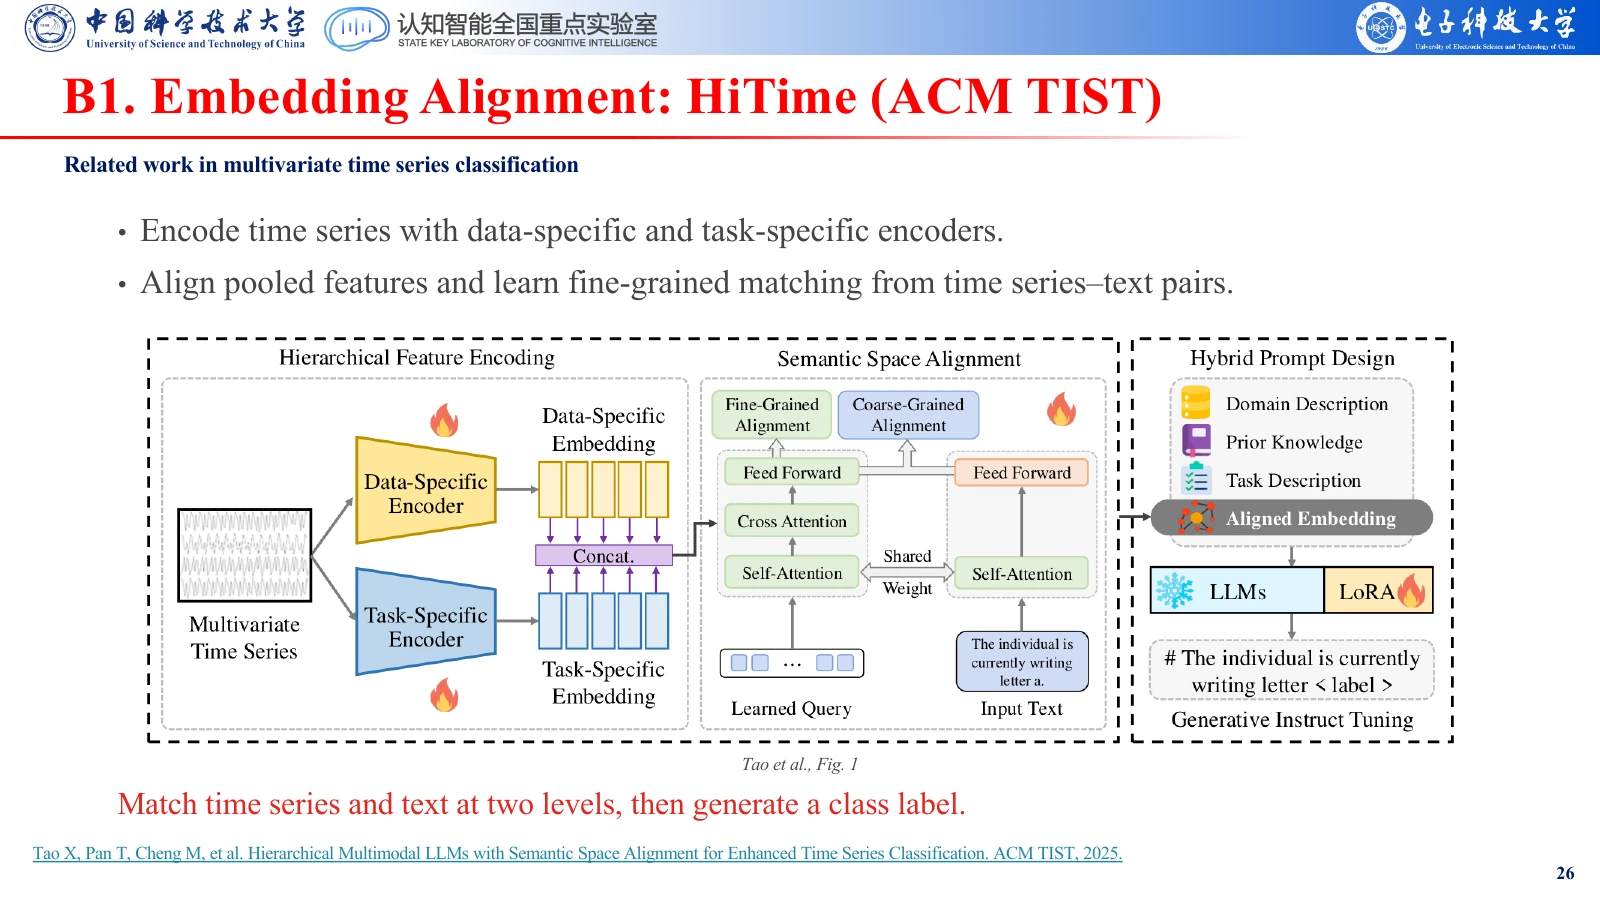 中国科学技术大学
University of Science and Technology of China
认知智能全国重点实验室
STATE KEY LABORATORY OF COGNITIVE INTELLIGENCE
电子科技大学
University of Electronic Science and Technology of China
B1. Embedding Alignment: HiTime (ACM TIST)
Related work in multivariate time series classification
• Encode time series with data-specific and task-specific encoders.
• Align pooled features and learn fine-grained matching from time series–text pairs.
Hierarchical Feature Encoding
Multivariate
Time Series
Data-Specific
Encoder
Task-Specific
Encoder
Data-Specific
Embedding
Concat.
Task-Specific
Embedding
Semantic Space Alignment
Fine-Grained
Alignment
Coarse-Grained
Alignment
Feed Forward
Feed Forward
Cross Attention
Self-Attention
Shared
Weight
Self-Attention
...
The individual is
currently writing
letter a.
Learned Query
Input Text
Hybrid Prompt Design
Domain Description
Prior Knowledge
Task Description
Aligned Embedding
LLMs
LoRA
# The individual is currently
writing letter < label >
Generative Instruct Tuning
Tao et al., Fig. 1
Match time series and text at two levels, then generate a class label.
Tao X, Pan T, Cheng M, et al. Hierarchical Multimodal LLMs with Semantic Space Alignment for Enhanced Time Series Classification. ACM TIST, 2025.
26